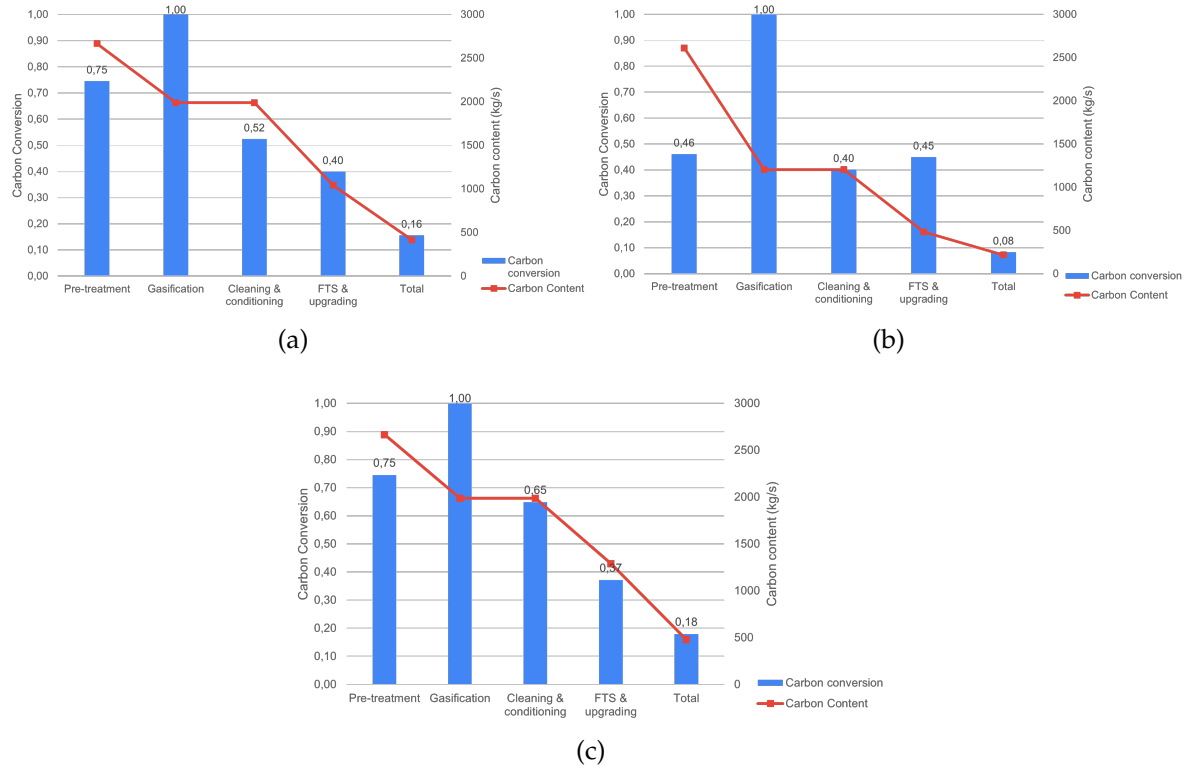 1,00
0,90
0,80
0,70
0,60
0,50
0,40
0,30
0,20
0,10
0,00
Carbon Conversion
0,75
1,00
0,52
0,40
0,16
3000
2500
2000
1500
1000
500
0
Carbon content (kg/s)
Pre-treatment
Gasification
Cleaning &
conditioning
FTS &
upgrading
Total
Carbon
conversion
Carbon Content
(a)
1,00
0,90
0,80
0,70
0,60
0,50
0,40
0,30
0,20
0,10
0,00
Carbon Conversion
0,46
1,00
0,40
0,45
0,08
3000
2500
2000
1500
1000
500
0
Carbon content (kg/s)
Pre-treatment
Gasification
Cleaning &
conditioning
FTS &
upgrading
Total
Carbon conversion
Carbon Content
(b)
1,00
0,90
0,80
0,70
0,60
0,50
0,40
0,30
0,20
0,10
0,00
Carbon Conversion
0,75
1,00
0,65
0,37
0,18
3000
2500
2000
1500
1000
500
0
Carbon content (kg/s)
Pre-treatment
Gasification
Cleaning &
conditioning
FTS &
upgrading
Total
Carbon conversion
Carbon Content
(c)